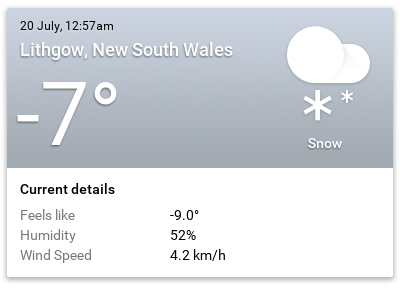 20 July, 12:57am
Lithgow, New South Wales
-7°
Snow
Current details
Feels like -9.0°
Humidity 52%
Wind Speed 4.2 km/h